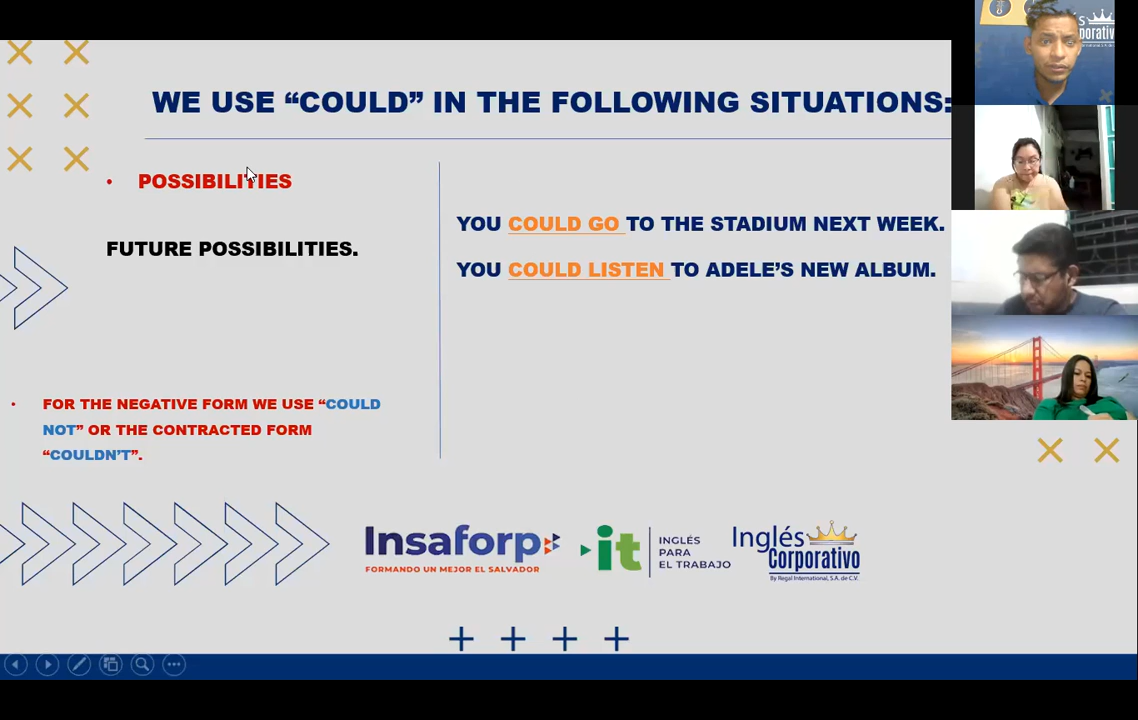 WE USE “COULD” IN THE FOLLOWING SITUATIONS:
• POSSIBILITIES
FUTURE POSSIBILITIES.
YOU COULD GO TO THE STADIUM NEXT WEEK.
YOU COULD LISTEN TO ADELE’S NEW ALBUM.
• FOR THE NEGATIVE FORM WE USE “COULD
NOT” OR THE CONTRACTED FORM
“COULDN’T”.
Insaforp
FORMANDO UN MEJOR EL SALVADOR
it
INGLÉS
PARA
EL TRABAJO
Inglés
Corporativo
By Regal International, S.A. de C.V.